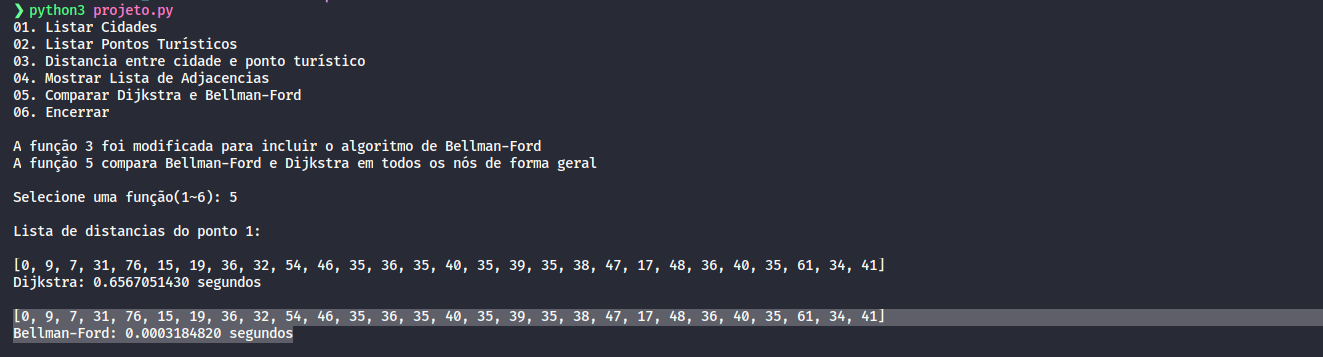 ❯ python3 projeto.py
01. Listar Cidades
02. Listar Pontos Turísticos
03. Distancia entre cidade e ponto turístico
04. Mostrar Lista de Adjacencias
05. Comparar Dijkstra e Bellman-Ford
06. Encerrar
A função 3 foi modificada para incluir o algoritmo de Bellman-Ford
A função 5 compara Bellman-Ford e Dijkstra em todos os nós de forma geral
Selecione uma função(1~6): 5
Lista de distancias do ponto 1:
[0, 9, 7, 31, 76, 15, 19, 36, 32, 54, 46, 35, 36, 35, 40, 35, 39, 35, 38, 47, 17, 48, 36, 40, 35, 61, 34, 41]
Dijkstra: 0.6567051430 segundos
[0, 9, 7, 31, 76, 15, 19, 36, 32, 54, 46, 35, 36, 35, 40, 35, 39, 35, 38, 47, 17, 48, 36, 40, 35, 61, 34, 41]
Bellman-Ford: 0.0003184820 segundos